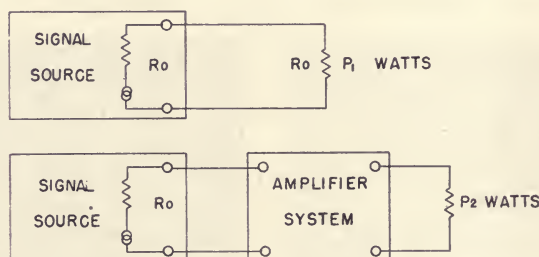 SIGNAL
SOURCE
Ro
Ro P1 WATTS
SIGNAL
SOURCE
Ro
AMPLIFIER
SYSTEM
P2 WATTS